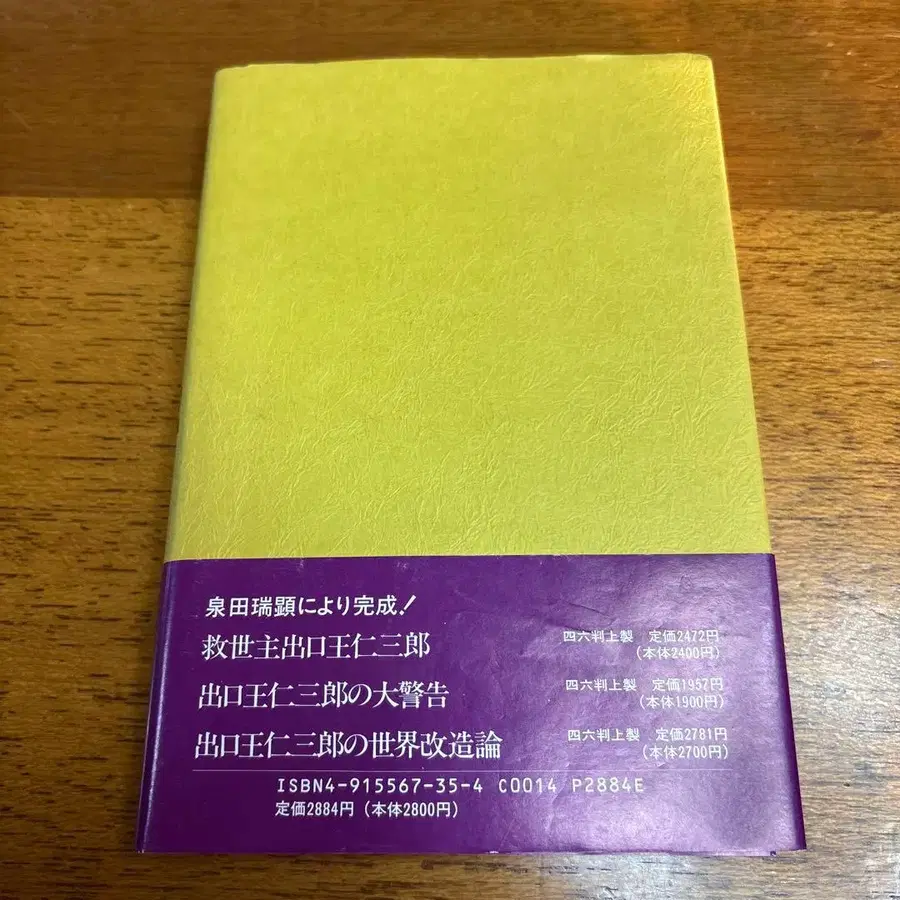 泉田瑞顕により完成!
救世主出口王仁三郎 四六判上製 定価2472円
(本体2400円)
出口王仁三郎の大警告 四六判上製 定価1957円
(本体1900円)
出口王仁三郎の世界改造論 四六判上製 定価2781円
(本体2700円)
ISBN4-915567-35-4 C0014 P2884E
定価2884円(本体2800円)